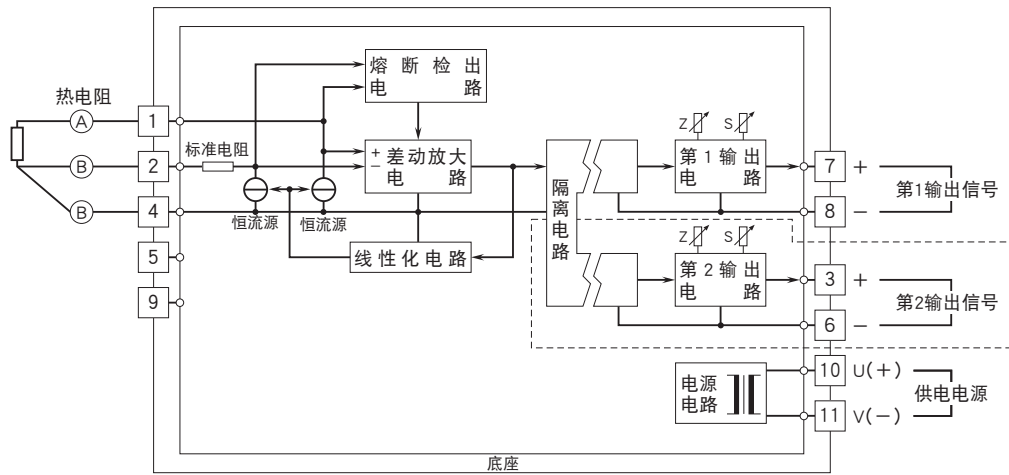 热电阻
A
B
B
1
2
4
5
9
标准电阻
熔断检出
电路
+
−
差动放大
电路
恒流源
恒流源
线性化电路
隔离电路
Z
S
第1输出
电路
7
+
8
−
第1输出信号
Z
S
第2输出
电路
3
+
6
−
第2输出信号
电源
电路
10
U(+)
11
V(−)
供电电源
底座